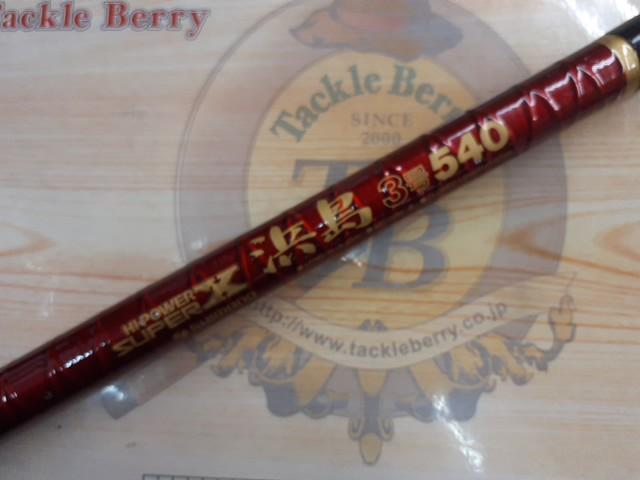 Tackle Berry
Tackle Berry
SINCE
2000
TB
HI-POWER
SUPER X
SHIMANO
浜島 3号 540
http://www.tackleberry.co.jp